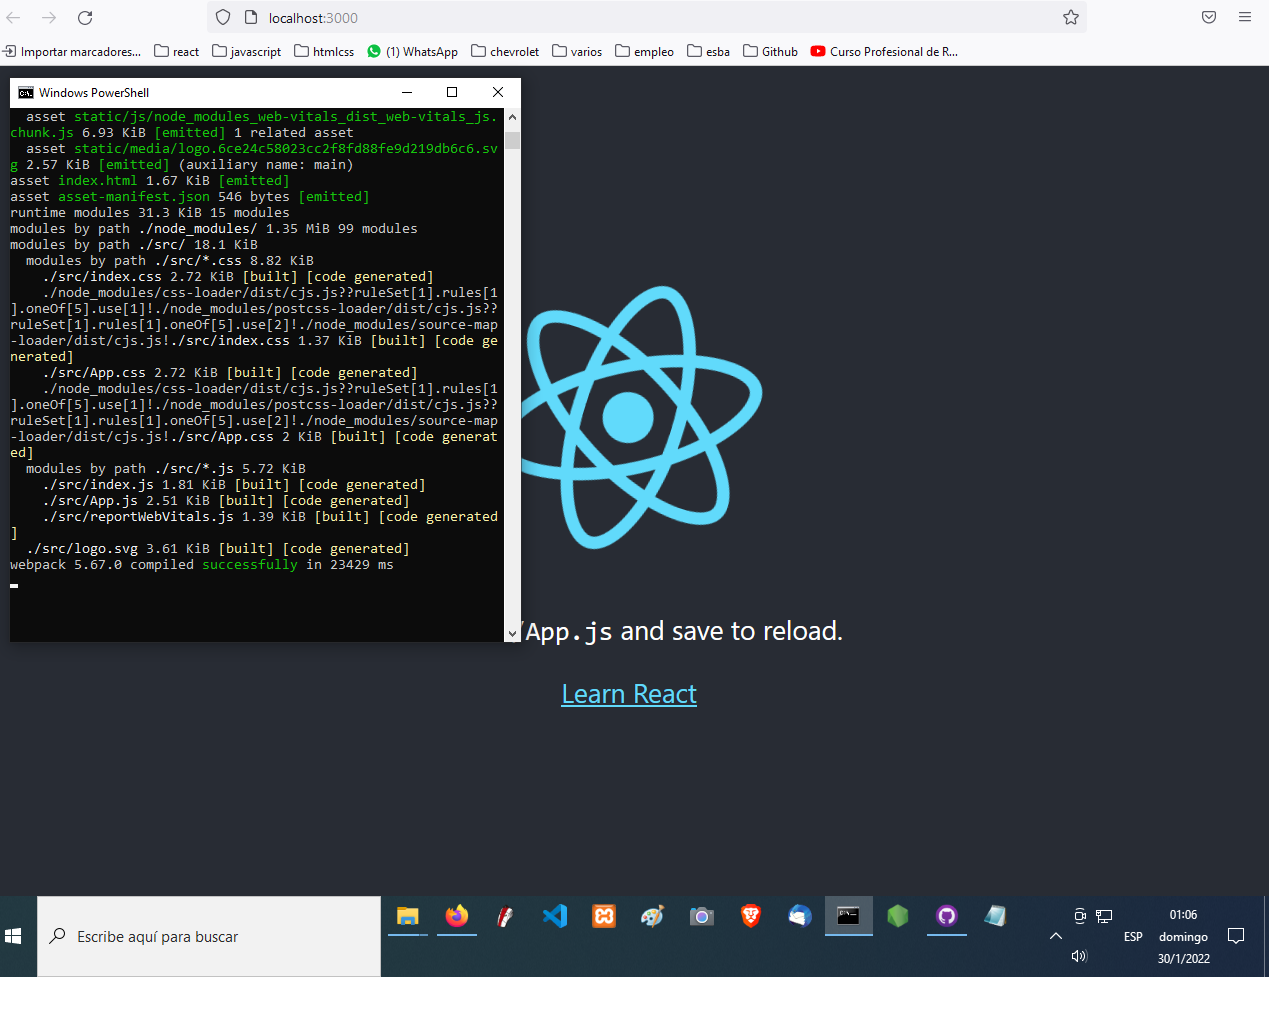 localhost:3000
Importar marcadores... react javascript htmlcss (1) WhatsApp chevrolet varios empleo esba Github Curso Profesional de R...
Windows PowerShell
asset static/js/node_modules_web-vitals_dist_web-vitals_js.
chunk.js 6.93 KiB [emitted] 1 related asset
asset static/media/logo.6ce24c58023cc2f8fd88fe9d219db6c6.sv
g 2.57 KiB [emitted] (auxiliary name: main)
asset index.html 1.67 KiB [emitted]
asset asset-manifest.json 546 bytes [emitted]
runtime modules 31.3 KiB 15 modules
modules by path ./node_modules/ 1.35 MiB 99 modules
modules by path ./src/ 18.1 KiB
modules by path ./src/*.css 8.82 KiB
./src/index.css 2.72 KiB [built] [code generated]
./node_modules/css-loader/dist/cjs.js??ruleSet[1].rules[1
].oneOf[5].use[1]!./node_modules/postcss-loader/dist/cjs.js??
ruleSet[1].rules[1].oneOf[5].use[2]!./node_modules/source-map
-loader/dist/cjs.js!./src/index.css 1.37 KiB [built] [code ge
nerated]
./src/App.css 2.72 KiB [built] [code generated]
./node_modules/css-loader/dist/cjs.js??ruleSet[1].rules[1
].oneOf[5].use[1]!./node_modules/postcss-loader/dist/cjs.js??
ruleSet[1].rules[1].oneOf[5].use[2]!./node_modules/source-map
-loader/dist/cjs.js!./src/App.css 2 KiB [built] [code generat
ed]
modules by path ./src/*.js 5.72 KiB
./src/index.js 1.81 KiB [built] [code generated]
./src/App.js 2.51 KiB [built] [code generated]
./src/reportWebVitals.js 1.39 KiB [built] [code generated
]
./src/logo.svg 3.61 KiB [built] [code generated]
webpack 5.67.0 compiled successfully in 23429 ms
/App.js and save to reload.
Learn React
Escribe aquí para buscar
ESP
01:06
domingo
30/1/2022